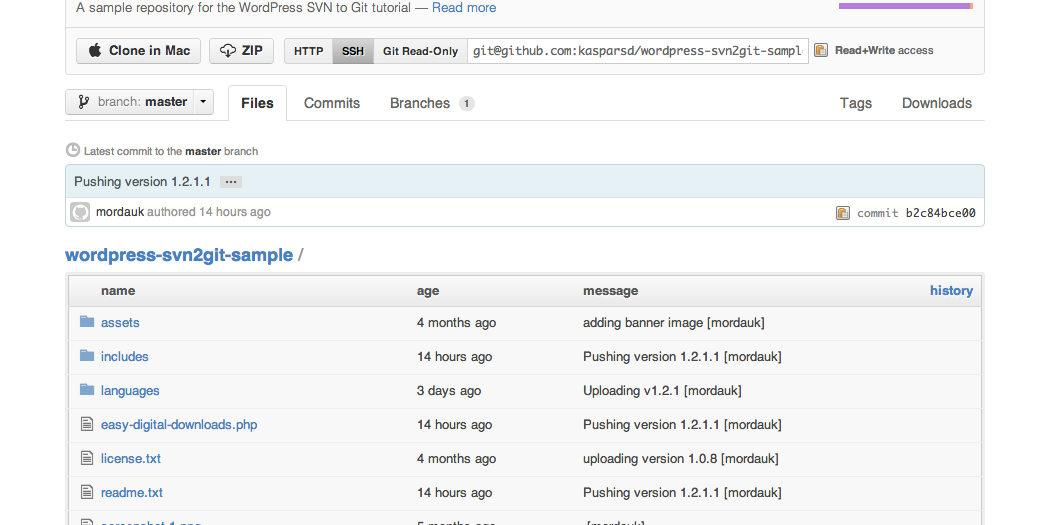 A sample repository for the WordPress SVN to Git tutorial — Read more
Clone in Mac ZIP HTTP SSH Git Read-Only git@github.com:kasparsd/wordpress-svn2git-sampl Read+Write access
branch: master Files Commits Branches 1 Tags Downloads
Latest commit to the master branch
Pushing version 1.2.1.1 ...
mordauk authored 14 hours ago commit b2c84bce00
wordpress-svn2git-sample /
name age message history
assets 4 months ago adding banner image [mordauk]
includes 14 hours ago Pushing version 1.2.1.1 [mordauk]
languages 3 days ago Uploading v1.2.1 [mordauk]
easy-digital-downloads.php 14 hours ago Pushing version 1.2.1.1 [mordauk]
license.txt 4 months ago uploading version 1.0.8 [mordauk]
readme.txt 14 hours ago Pushing version 1.2.1.1 [mordauk]
screenshot-1.png 5 months ago [mordauk]